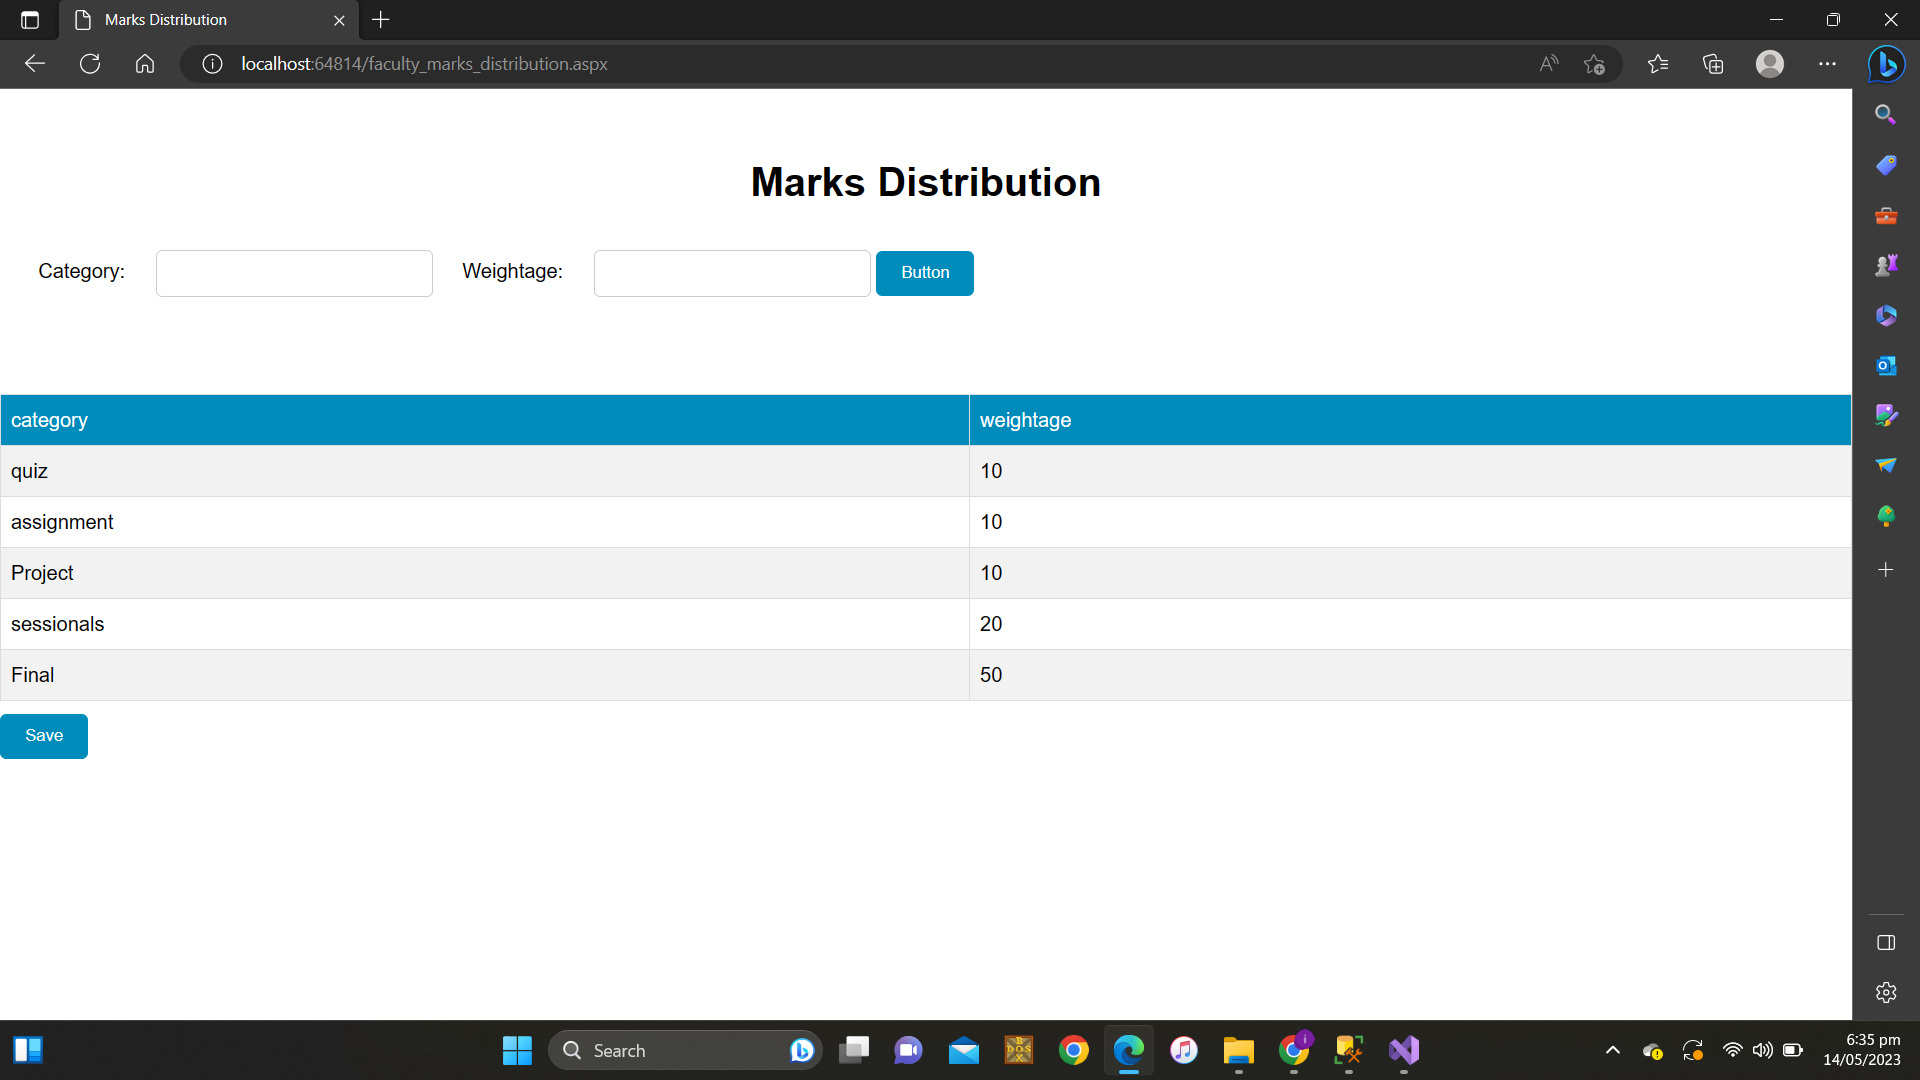 Marks Distribution
localhost:64814/faculty_marks_distribution.aspx
Marks Distribution
Category:
Weightage:
Button
category weightage
quiz 10
assignment 10
Project 10
sessionals 20
Final 50
Save
Search
6:35 pm
14/05/2023